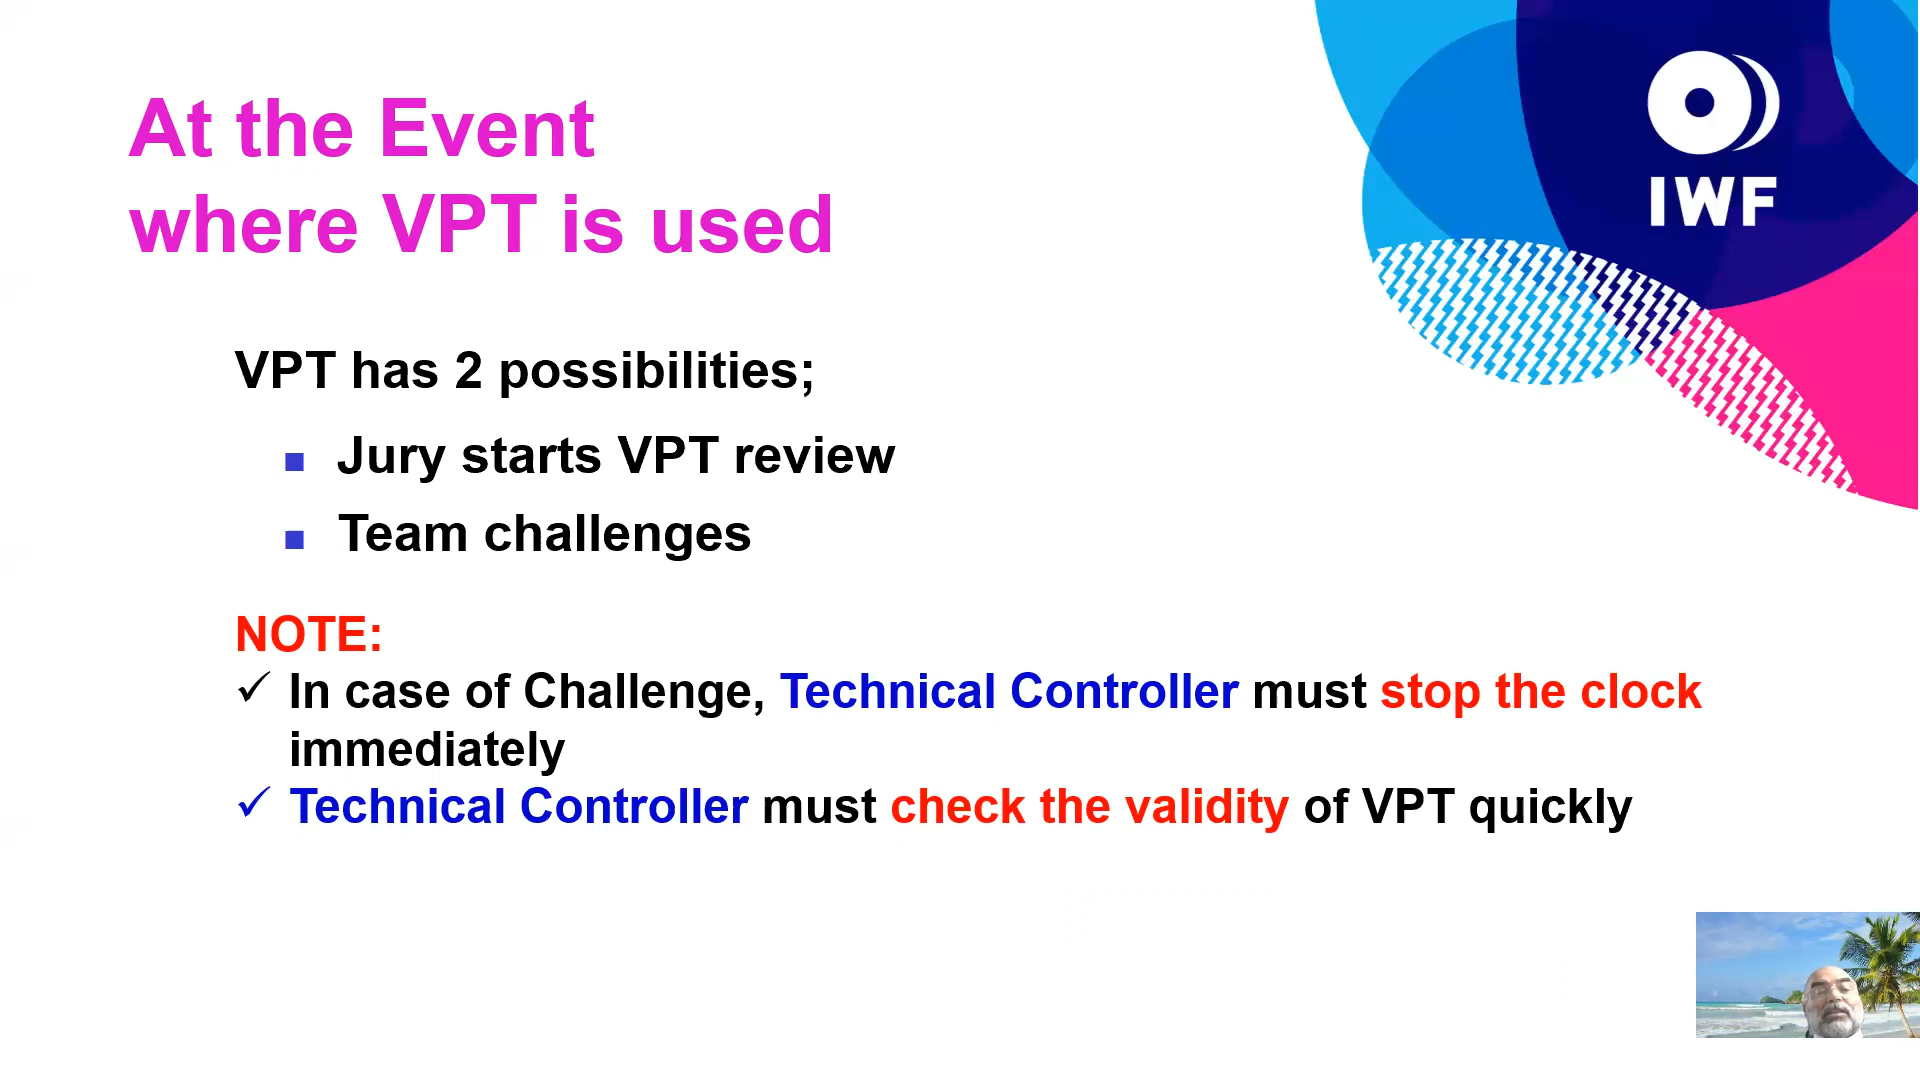 At the Event
where VPT is used
IWF
VPT has 2 possibilities;
Jury starts VPT review
Team challenges
NOTE:
✓ In case of Challenge, Technical Controller must stop the clock
immediately
✓ Technical Controller must check the validity of VPT quickly